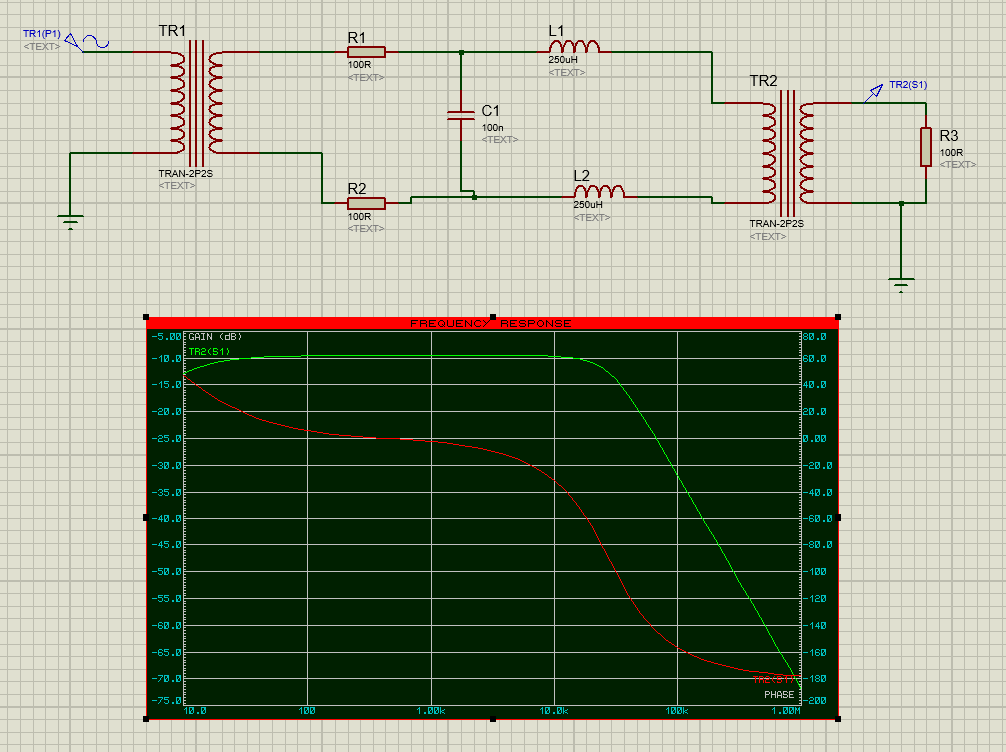 TR1(P1)
<TEXT>
TR1
TRAN-2P2S
<TEXT>
R1
100R
<TEXT>
C1
100n
<TEXT>
L1
250uH
<TEXT>
R2
100R
<TEXT>
L2
250uH
<TEXT>
TR2
TRAN-2P2S
<TEXT>
TR2(S1)
R3
100R
<TEXT>
FREQUENCY RESPONSE
-5.00 GAIN (dB) 80.0
TR2(S1)
-10.0 60.0
-15.0 40.0
-20.0 20.0
-25.0 0.00
-30.0 -20.0
-35.0 -40.0
-40.0 -60.0
-45.0 -80.0
-50.0 -100
-55.0 -120
-60.0 -140
-65.0 -160
-70.0 TR2(S1) -180
PHASE
-75.0 -200
10.0 100 1.00k 10.0k 100k 1.00M